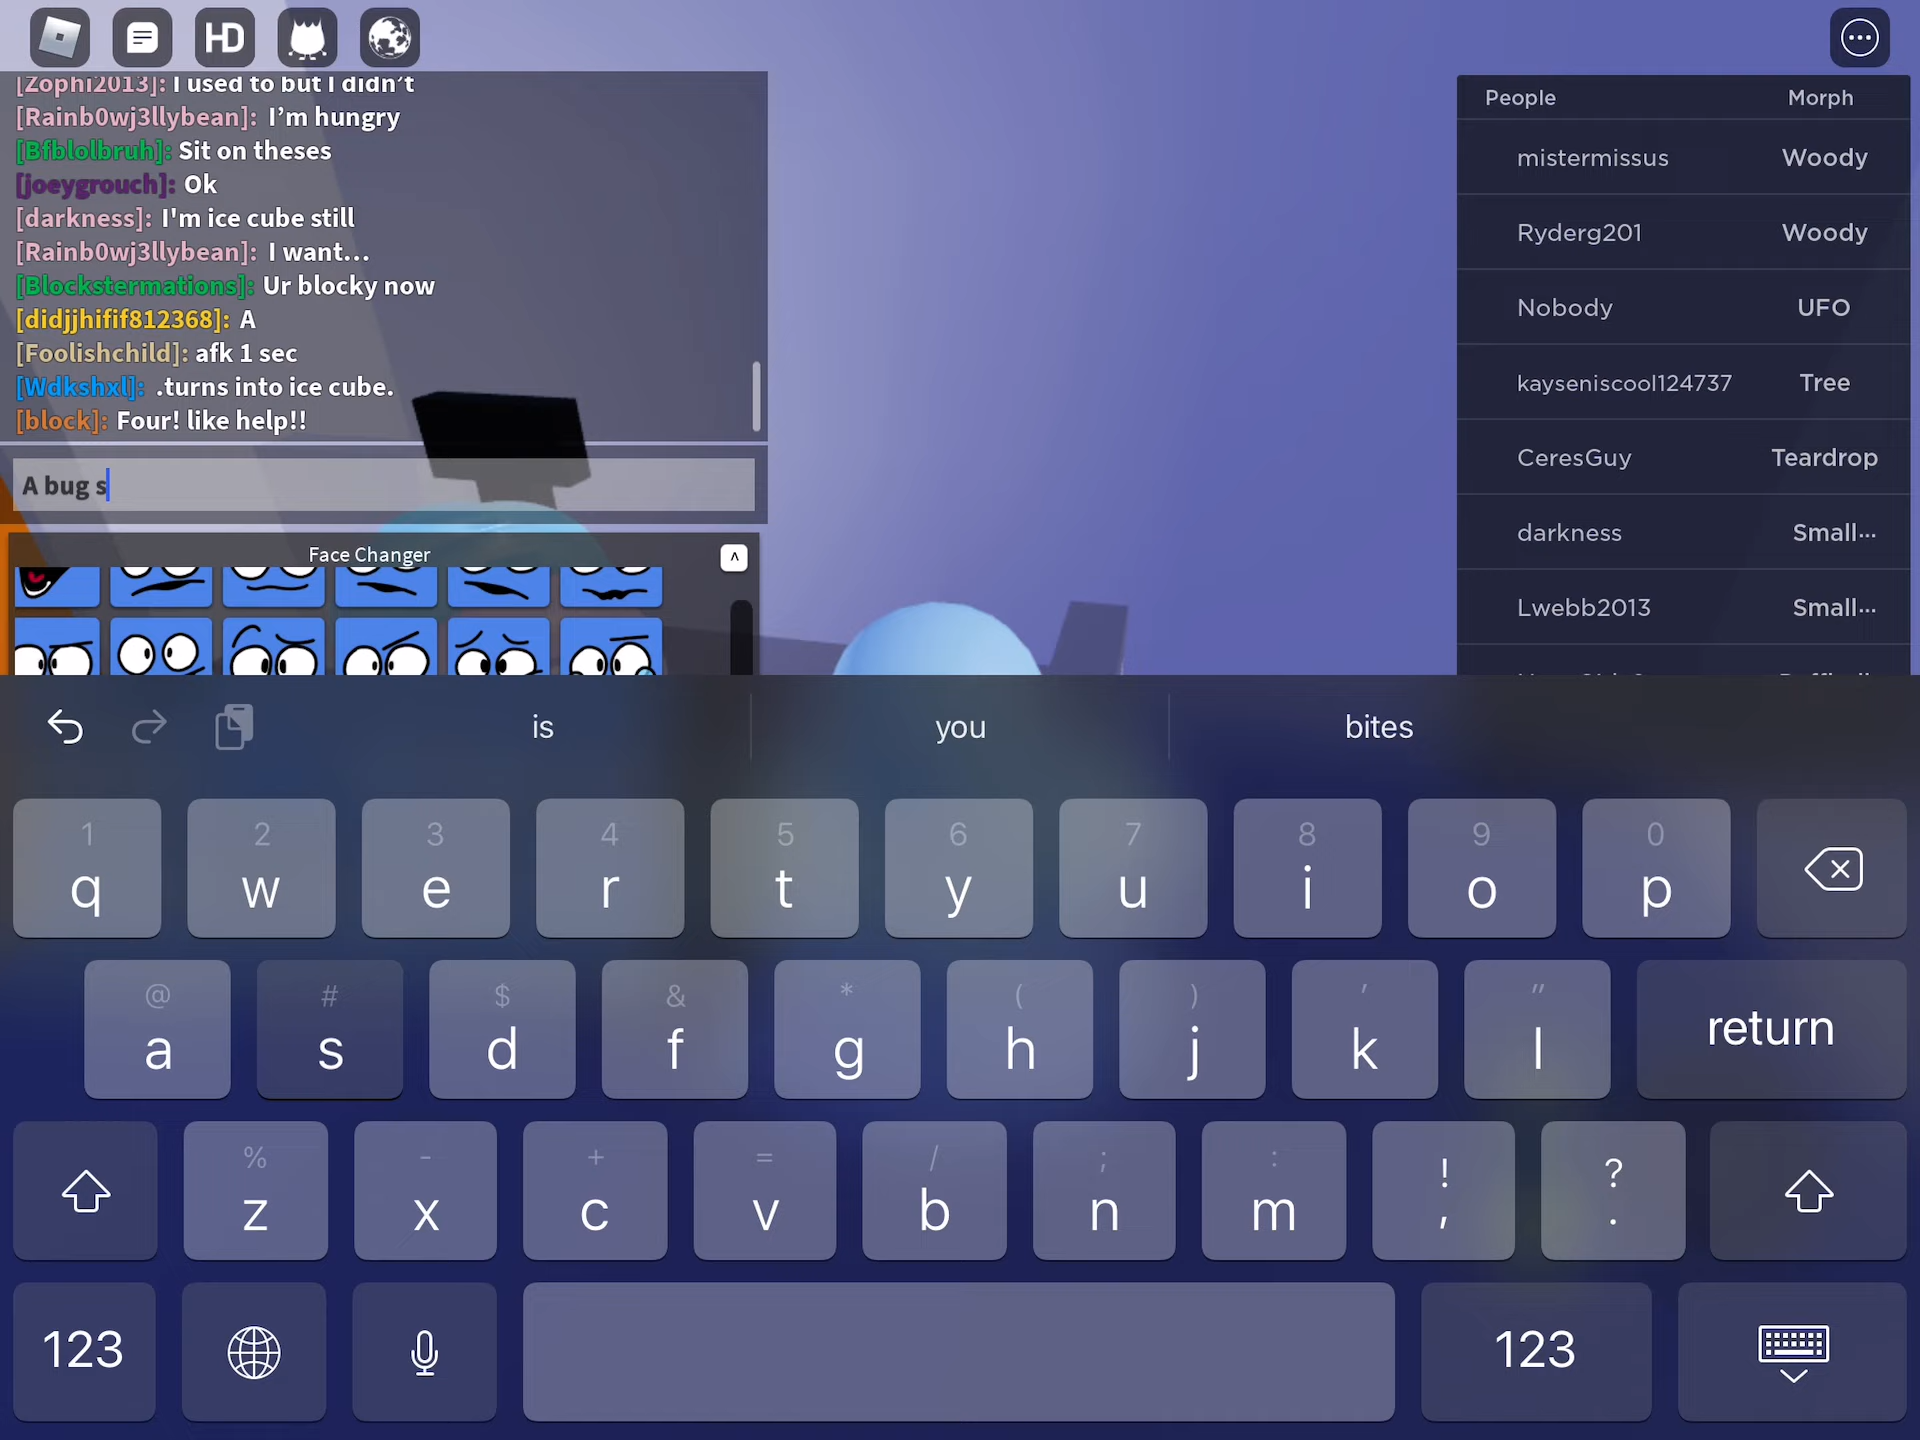 HD
[Zophi2013]: I used to but I didn't
[Rainb0wj3llybean]: I'm hungry
[Bfblolbruh]: Sit on theses
[joeygrouch]: Ok
[darkness]: I'm ice cube still
[Rainb0wj3llybean]: I want...
[Blockstermations]: Ur blocky now
[didjjhifif812368]: A
[Foolishchild]: afk 1 sec
[Wdkshxl]: .turns into ice cube.
[block]: Four! like help!!
A bug s
Face Changer ^
People Morph
mistermissus Woody
Ryderg201 Woody
Nobody UFO
kayseniscool124737 Tree
CeresGuy Teardrop
darkness Small...
Lwebb2013 Small...
is you bites
1 2 3 4 5 6 7 8 9 0
q w e r t y u i o p
@ # $ & * ( ) ' "
a s d f g h j k l return
% - + = / ; : ! ?
z x c v b n m , .
123 123